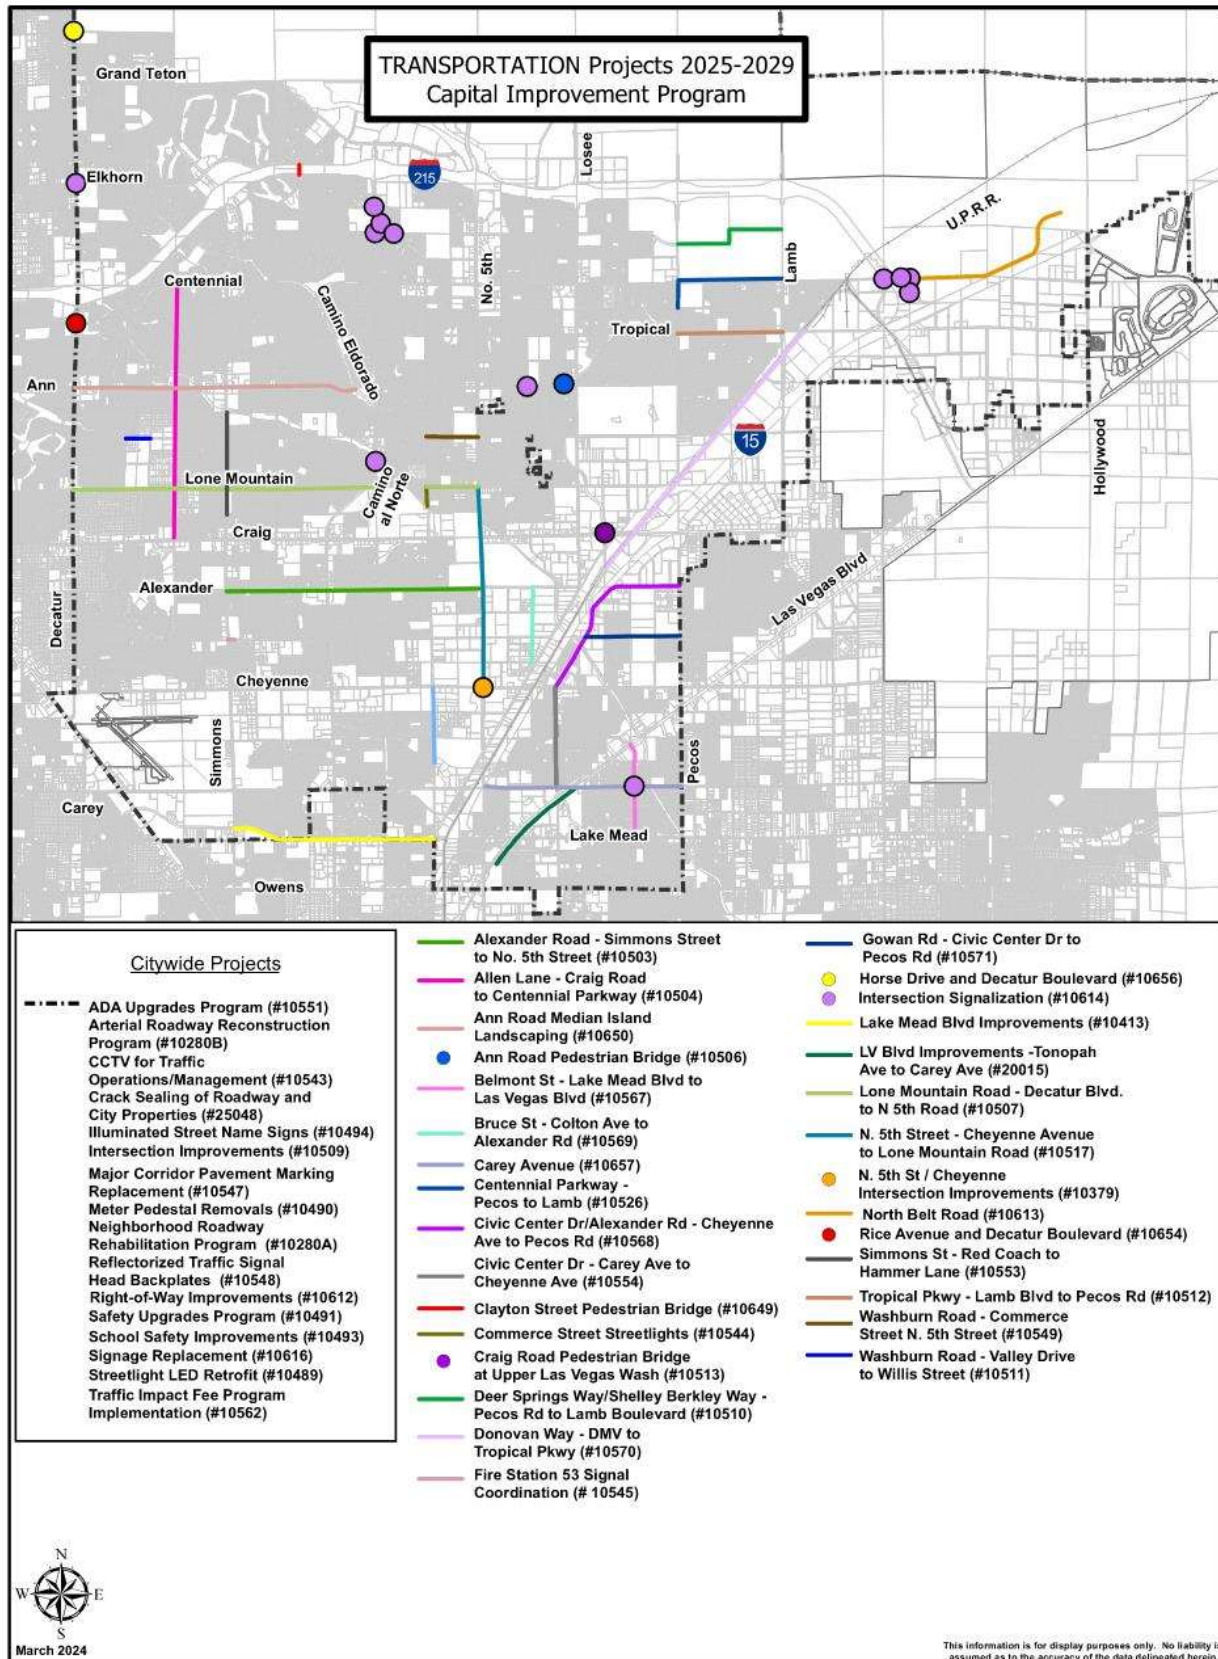 TRANSPORTATION Projects 2025-2029
Capital Improvement Program
Grand Teton
Losee
Elkhorn
215
U.P.R.R.
No. 5th
Lamb
Centennial
Camino Eldorado
Tropical
Ann
15
Hollywood
Lone Mountain
Camino
al Norte
Craig
Alexander
Las Vegas Blvd
Decatur
Cheyenne
Simmons
Pecos
Carey
Lake Mead
Owens
Citywide Projects
ADA Upgrades Program (#10551)
Arterial Roadway Reconstruction
Program (#10280B)
CCTV for Traffic
Operations/Management (#10543)
Crack Sealing of Roadway and
City Properties (#25048)
Illuminated Street Name Signs (#10494)
Intersection Improvements (#10509)
Major Corridor Pavement Marking
Replacement (#10547)
Meter Pedestal Removals (#10490)
Neighborhood Roadway
Rehabilitation Program (#10280A)
Reflectorized Traffic Signal
Head Backplates (#10548)
Right-of-Way Improvements (#10612)
Safety Upgrades Program (#10491)
School Safety Improvements (#10493)
Signage Replacement (#10616)
Streetlight LED Retrofit (#10489)
Traffic Impact Fee Program
Implementation (#10562)
Alexander Road - Simmons Street
to No. 5th Street (#10503)
Allen Lane - Craig Road
to Centennial Parkway (#10504)
Ann Road Median Island
Landscaping (#10650)
Ann Road Pedestrian Bridge (#10506)
Belmont St - Lake Mead Blvd to
Las Vegas Blvd (#10567)
Bruce St - Colton Ave to
Alexander Rd (#10569)
Carey Avenue (#10657)
Centennial Parkway -
Pecos to Lamb (#10526)
Civic Center Dr/Alexander Rd - Cheyenne
Ave to Pecos Rd (#10568)
Civic Center Dr - Carey Ave to
Cheyenne Ave (#10554)
Clayton Street Pedestrian Bridge (#10649)
Commerce Street Streetlights (#10544)
Craig Road Pedestrian Bridge
at Upper Las Vegas Wash (#10513)
Deer Springs Way/Shelley Berkley Way -
Pecos Rd to Lamb Boulevard (#10510)
Donovan Way - DMV to
Tropical Pkwy (#10570)
Fire Station 53 Signal
Coordination (# 10545)
Gowan Rd - Civic Center Dr to
Pecos Rd (#10571)
Horse Drive and Decatur Boulevard (#10656)
Intersection Signalization (#10614)
Lake Mead Blvd Improvements (#10413)
LV Blvd Improvements -Tonopah
Ave to Carey Ave (#20015)
Lone Mountain Road - Decatur Blvd.
to N 5th Road (#10507)
N. 5th Street - Cheyenne Avenue
to Lone Mountain Road (#10517)
N. 5th St / Cheyenne
Intersection Improvements (#10379)
North Belt Road (#10613)
Rice Avenue and Decatur Boulevard (#10654)
Simmons St - Red Coach to
Hammer Lane (#10553)
Tropical Pkwy - Lamb Blvd to Pecos Rd (#10512)
Washburn Road - Commerce
Street N. 5th Street (#10549)
Washburn Road - Valley Drive
to Willis Street (#10511)
N
W E
S
March 2024
This information is for display purposes only. No liability is
assumed as to the accuracy of the data delineated herein.